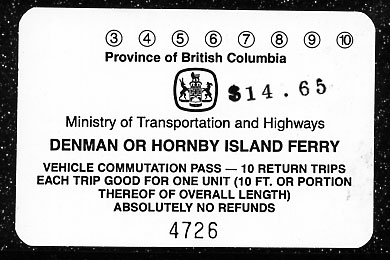 ③ ④ ⑤ ⑥ ⑦ ⑧ ⑨ ⑩
Province of British Columbia
$14.65
Ministry of Transportation and Highways
DENMAN OR HORNBY ISLAND FERRY
VEHICLE COMMUTATION PASS — 10 RETURN TRIPS
EACH TRIP GOOD FOR ONE UNIT (10 FT. OR PORTION
THEREOF OF OVERALL LENGTH)
ABSOLUTELY NO REFUNDS
4726